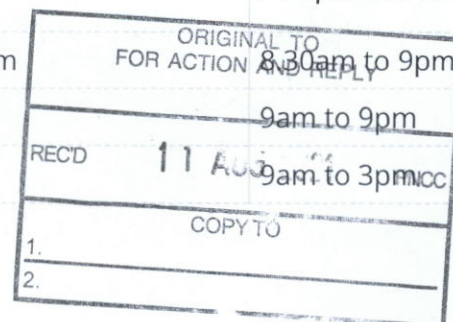 ORIGINAL TO
m FOR ACTION AND REPLY 8.30am to 9pm
9am to 9pm
REC'D 11 AUG 9am to 3pm
COPY TO
1.
2.